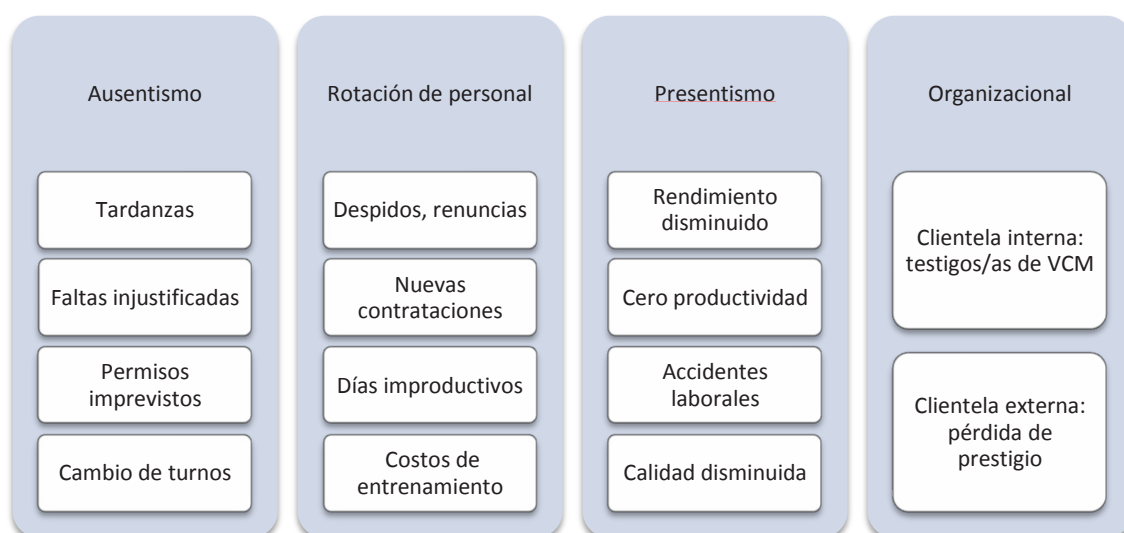 Ausentismo
Tardanzas
Faltas injustificadas
Permisos
imprevistos
Cambio de turnos
Rotación de personal
Despidos, renuncias
Nuevas
contrataciones
Días improductivos
Costos de
entrenamiento
Presentismo
Rendimiento
disminuido
Cero productividad
Accidentes
laborales
Calidad disminuida
Organizacional
Clientela interna:
testigos/as de VCM
Clientela externa:
pérdida de
prestigio